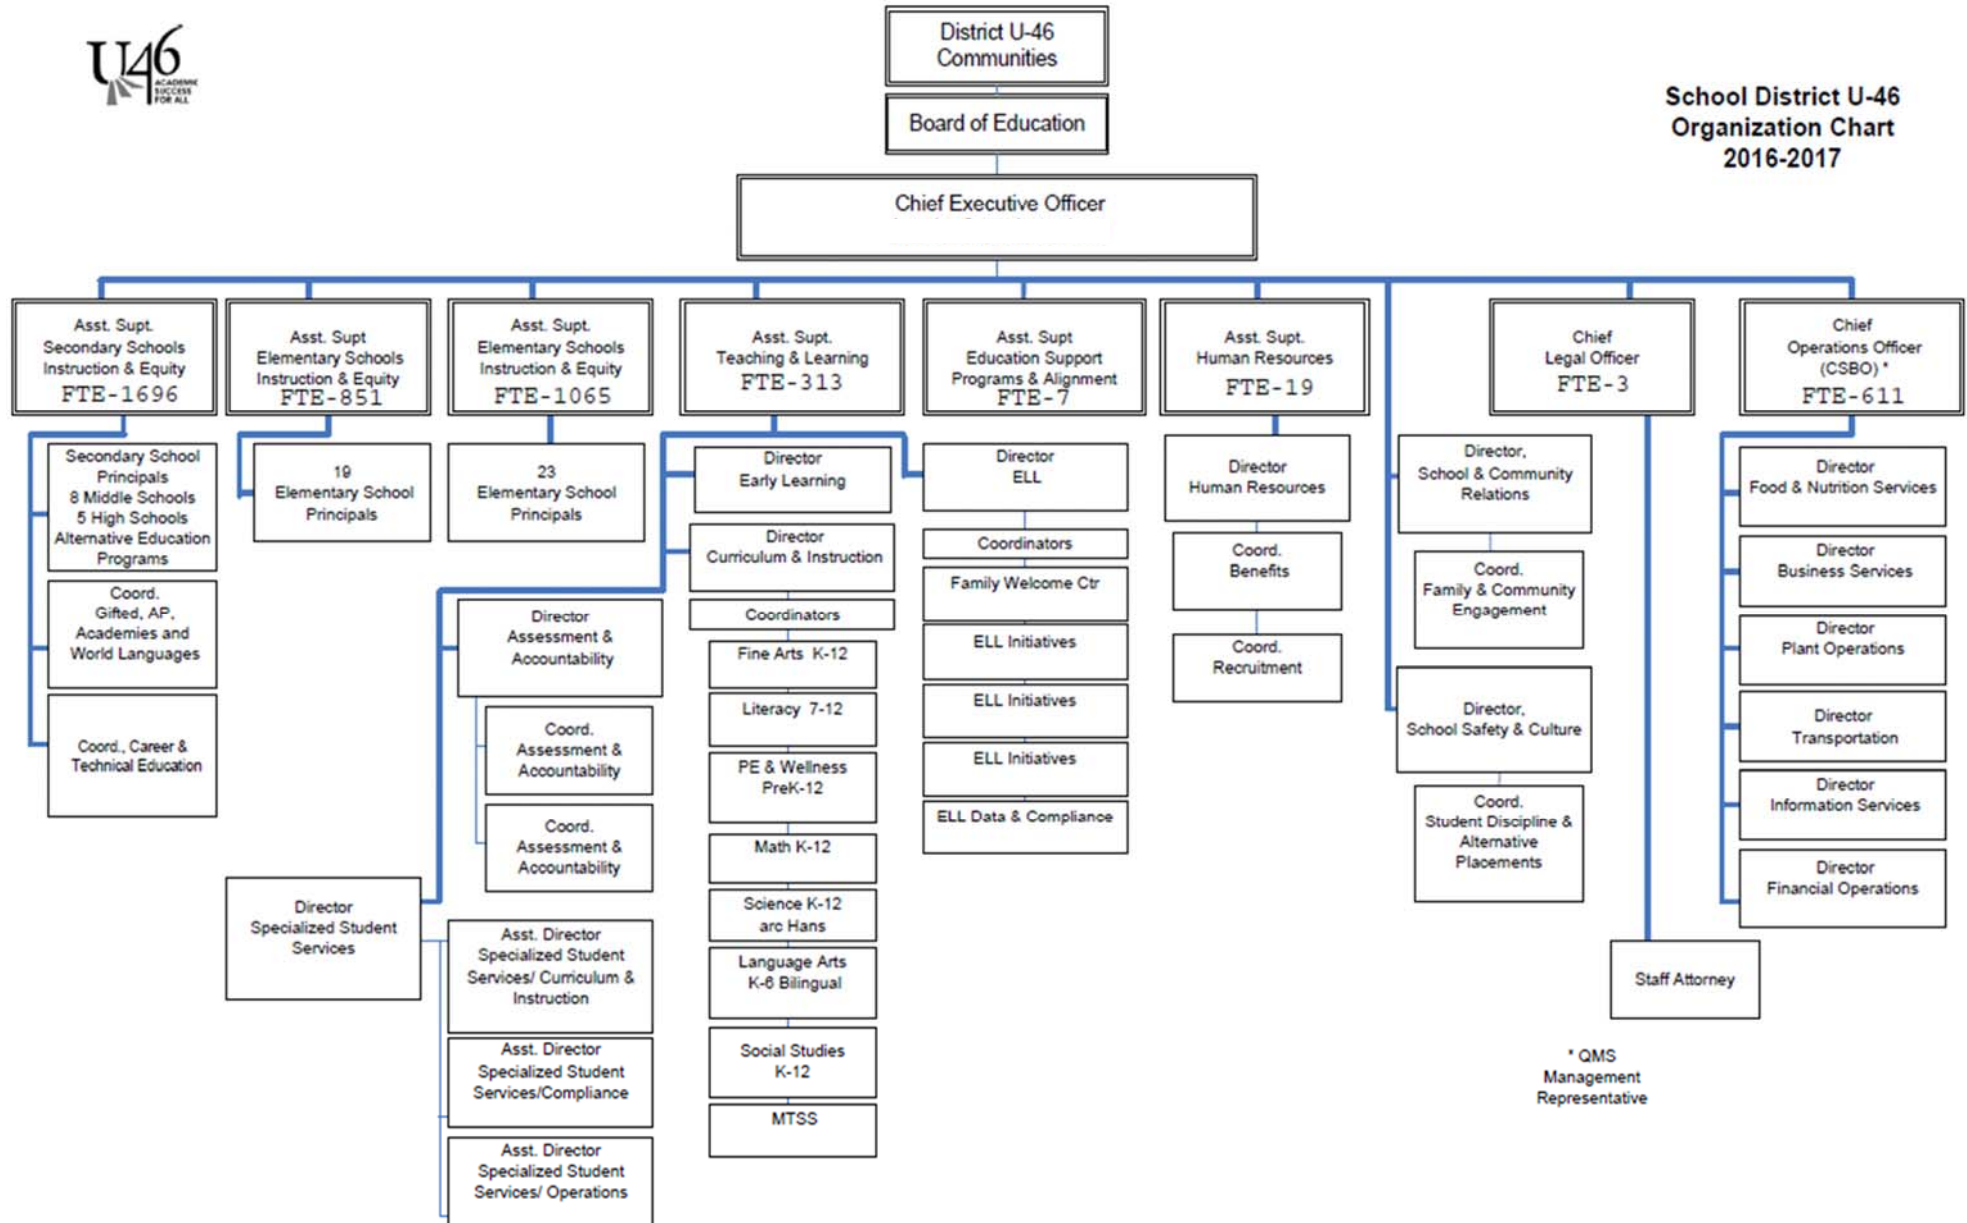 U46
ACADEMIC
SUCCESS
FOR ALL
School District U-46
Organization Chart
2016-2017
District U-46
Communities
Board of Education
Chief Executive Officer
Asst. Supt.
Secondary Schools
Instruction & Equity
FTE-1696
Asst. Supt
Elementary Schools
Instruction & Equity
FTE-851
Asst. Supt.
Elementary Schools
Instruction & Equity
FTE-1065
Asst. Supt.
Teaching & Learning
FTE-313
Asst. Supt
Education Support
Programs & Alignment
FTE-7
Asst. Supt.
Human Resources
FTE-19
Chief
Legal Officer
FTE-3
Chief
Operations Officer
(CSBO) *
FTE-611
Secondary School
Principals
8 Middle Schools
5 High Schools
Alternative Education
Programs
Coord.
Gifted, AP,
Academies and
World Languages
Coord., Career &
Technical Education
19
Elementary School
Principals
23
Elementary School
Principals
Director
Early Learning
Director
Curriculum & Instruction
Coordinators
Fine Arts K-12
Literacy 7-12
PE & Wellness
PreK-12
Math K-12
Science K-12
arc Hans
Language Arts
K-6 Bilingual
Social Studies
K-12
MTSS
Director
Assessment &
Accountability
Coord.
Assessment &
Accountability
Coord.
Assessment &
Accountability
Director
Specialized Student
Services
Asst. Director
Specialized Student
Services/ Curriculum &
Instruction
Asst. Director
Specialized Student
Services/Compliance
Asst. Director
Specialized Student
Services/ Operations
Director
ELL
Coordinators
Family Welcome Ctr
ELL Initiatives
ELL Initiatives
ELL Initiatives
ELL Data & Compliance
Director
Human Resources
Coord.
Benefits
Coord.
Recruitment
Director,
School & Community
Relations
Coord.
Family & Community
Engagement
Director,
School Safety & Culture
Coord.
Student Discipline &
Alternative
Placements
Staff Attorney
Director
Food & Nutrition Services
Director
Business Services
Director
Plant Operations
Director
Transportation
Director
Information Services
Director
Financial Operations
* QMS
Management
Representative